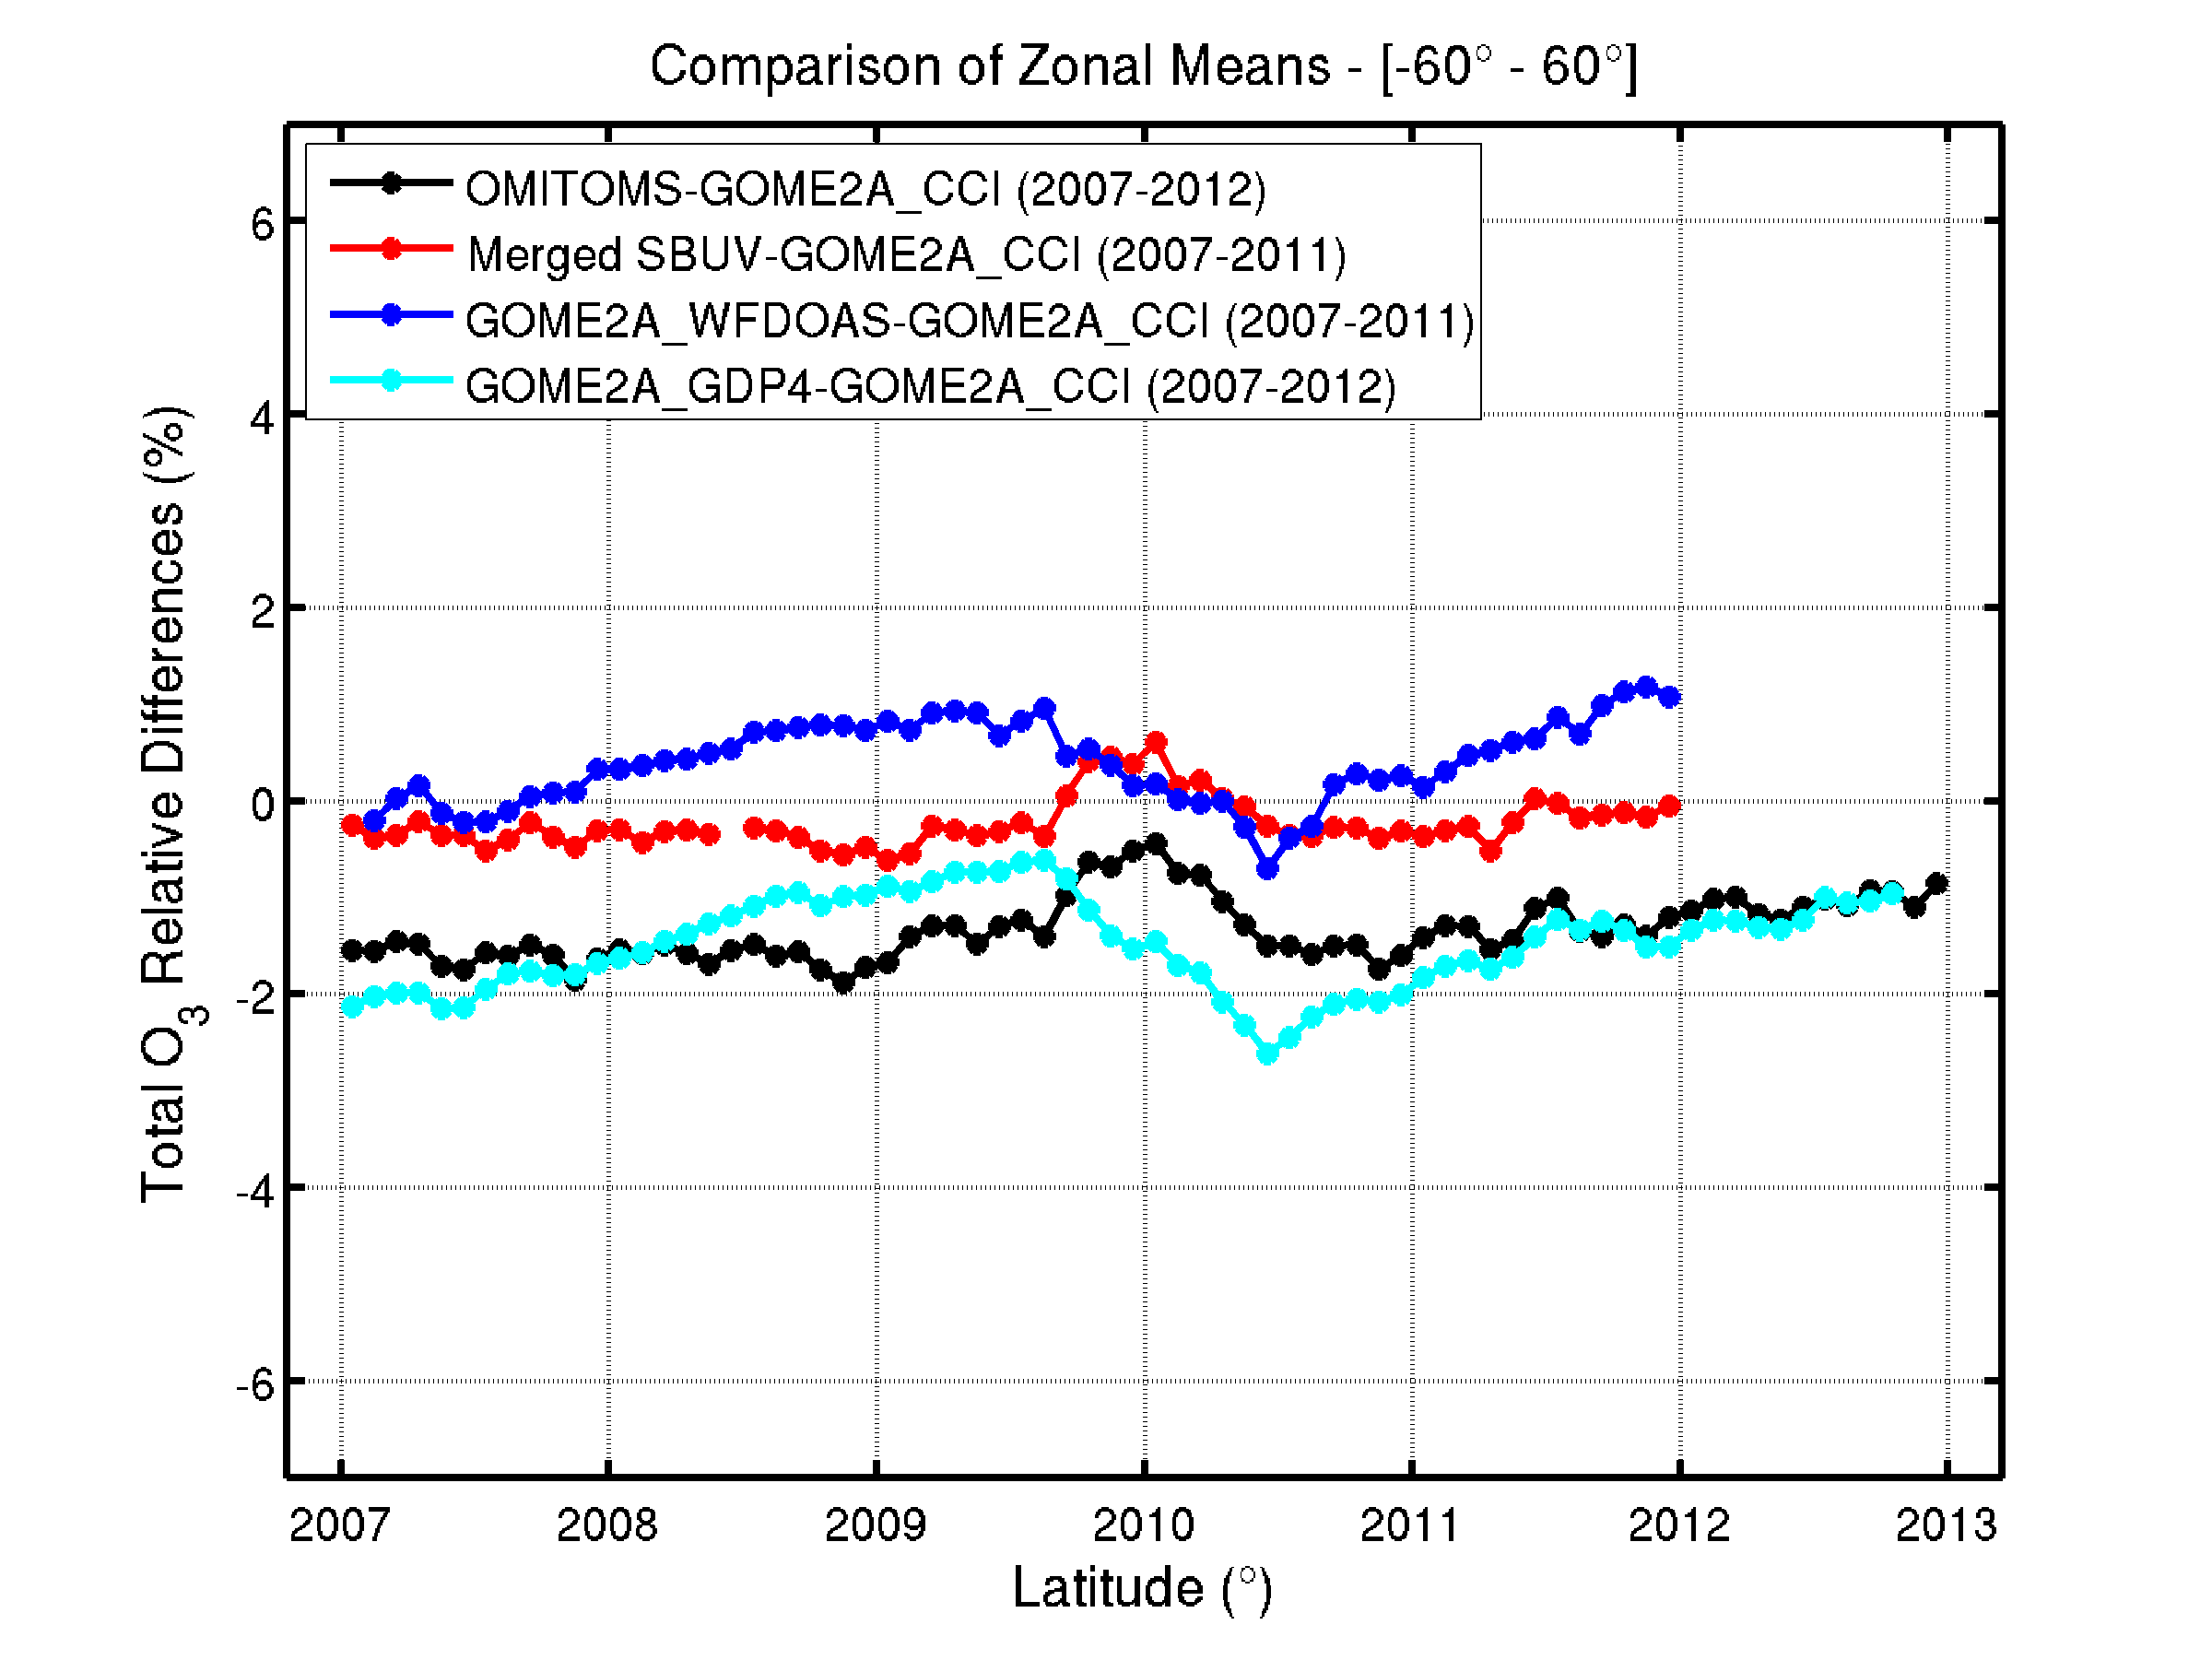 Comparison of Zonal Means - [-60° - 60°]
OMITOMS-GOME2A_CCI (2007-2012)
Merged SBUV-GOME2A_CCI (2007-2011)
GOME2A_WFDOAS-GOME2A_CCI (2007-2011)
GOME2A_GDP4-GOME2A_CCI (2007-2012)
Total O3 Relative Differences (%)
6
4
2
0
-2
-4
-6
2007 2008 2009 2010 2011 2012 2013
Latitude (°)